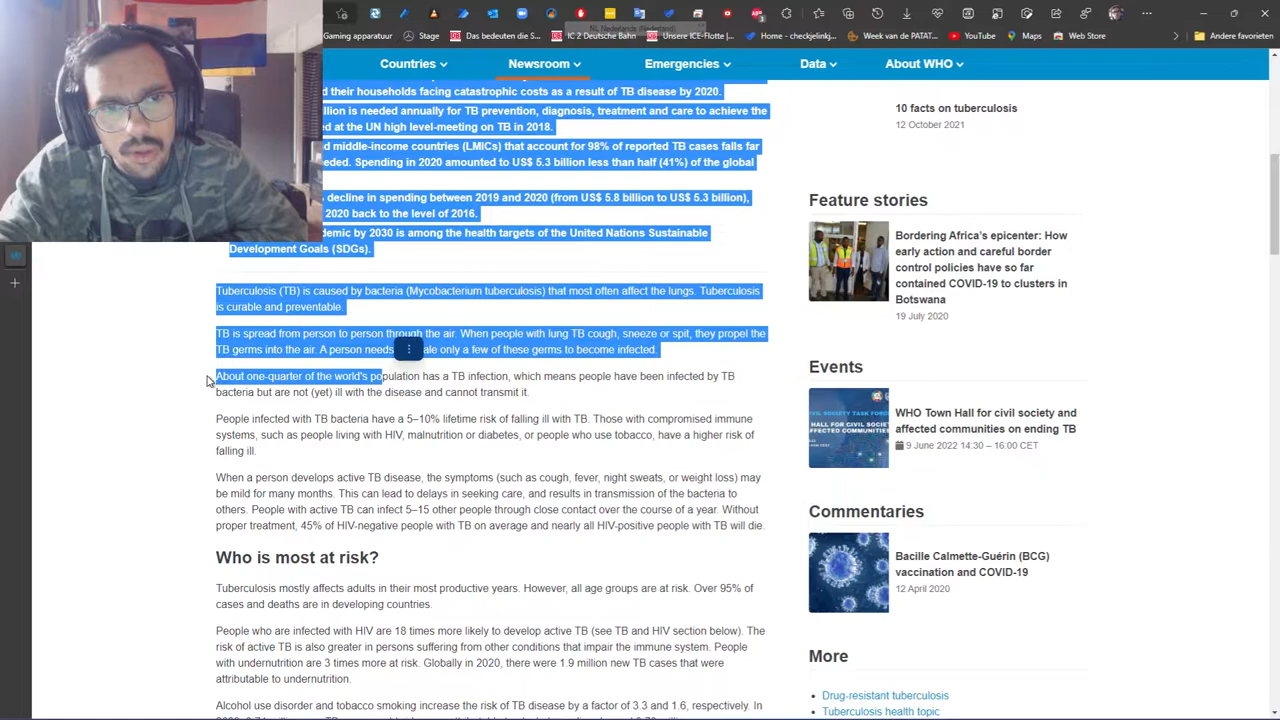 NL Nederlands (Nederland)
Gaming apparatuur
Stage
Das bedeuten die S...
IC 2 Deutsche Bahn
Unsere ICE-Flotte |...
Home - checkjelinkj...
Week van de PATAT...
YouTube
Maps
Web Store
Andere favorieten
Countries
Newsroom
Emergencies
Data
About WHO
d their households facing catastrophic costs as a result of TB disease by 2020.
llion is needed annually for TB prevention, diagnosis, treatment and care to achieve the
ed at the UN high level-meeting on TB in 2018.
d middle-income countries (LMICs) that account for 98% of reported TB cases falls far
eeded. Spending in 2020 amounted to US$ 5.3 billion less than half (41%) of the global
decline in spending between 2019 and 2020 (from US$ 5.8 billion to US$ 5.3 billion),
2020 back to the level of 2016.
demic by 2030 is among the health targets of the United Nations Sustainable
Development Goals (SDGs).
Tuberculosis (TB) is caused by bacteria (Mycobacterium tuberculosis) that most often affect the lungs. Tuberculosis
is curable and preventable.
TB is spread from person to person through the air. When people with lung TB cough, sneeze or spit, they propel the
TB germs into the air. A person needs ale only a few of these germs to become infected.
About one-quarter of the world's population has a TB infection, which means people have been infected by TB
bacteria but are not (yet) ill with the disease and cannot transmit it.
People infected with TB bacteria have a 5–10% lifetime risk of falling ill with TB. Those with compromised immune
systems, such as people living with HIV, malnutrition or diabetes, or people who use tobacco, have a higher risk of
falling ill.
When a person develops active TB disease, the symptoms (such as cough, fever, night sweats, or weight loss) may
be mild for many months. This can lead to delays in seeking care, and results in transmission of the bacteria to
others. People with active TB can infect 5–15 other people through close contact over the course of a year. Without
proper treatment, 45% of HIV-negative people with TB on average and nearly all HIV-positive people with TB will die.
Who is most at risk?
Tuberculosis mostly affects adults in their most productive years. However, all age groups are at risk. Over 95% of
cases and deaths are in developing countries.
People who are infected with HIV are 18 times more likely to develop active TB (see TB and HIV section below). The
risk of active TB is also greater in persons suffering from other conditions that impair the immune system. People
with undernutrition are 3 times more at risk. Globally in 2020, there were 1.9 million new TB cases that were
attributable to undernutrition.
Alcohol use disorder and tobacco smoking increase the risk of TB disease by a factor of 3.3 and 1.6, respectively. In
10 facts on tuberculosis
12 October 2021
Feature stories
Bordering Africa's epicenter: How
early action and careful border
control policies have so far
contained COVID-19 to clusters in
Botswana
19 July 2020
Events
WHO Town Hall for civil society and
affected communities on ending TB
9 June 2022 14:30 – 16:00 CET
Commentaries
Bacille Calmette-Guérin (BCG)
vaccination and COVID-19
12 April 2020
More
Drug-resistant tuberculosis
Tuberculosis health topic